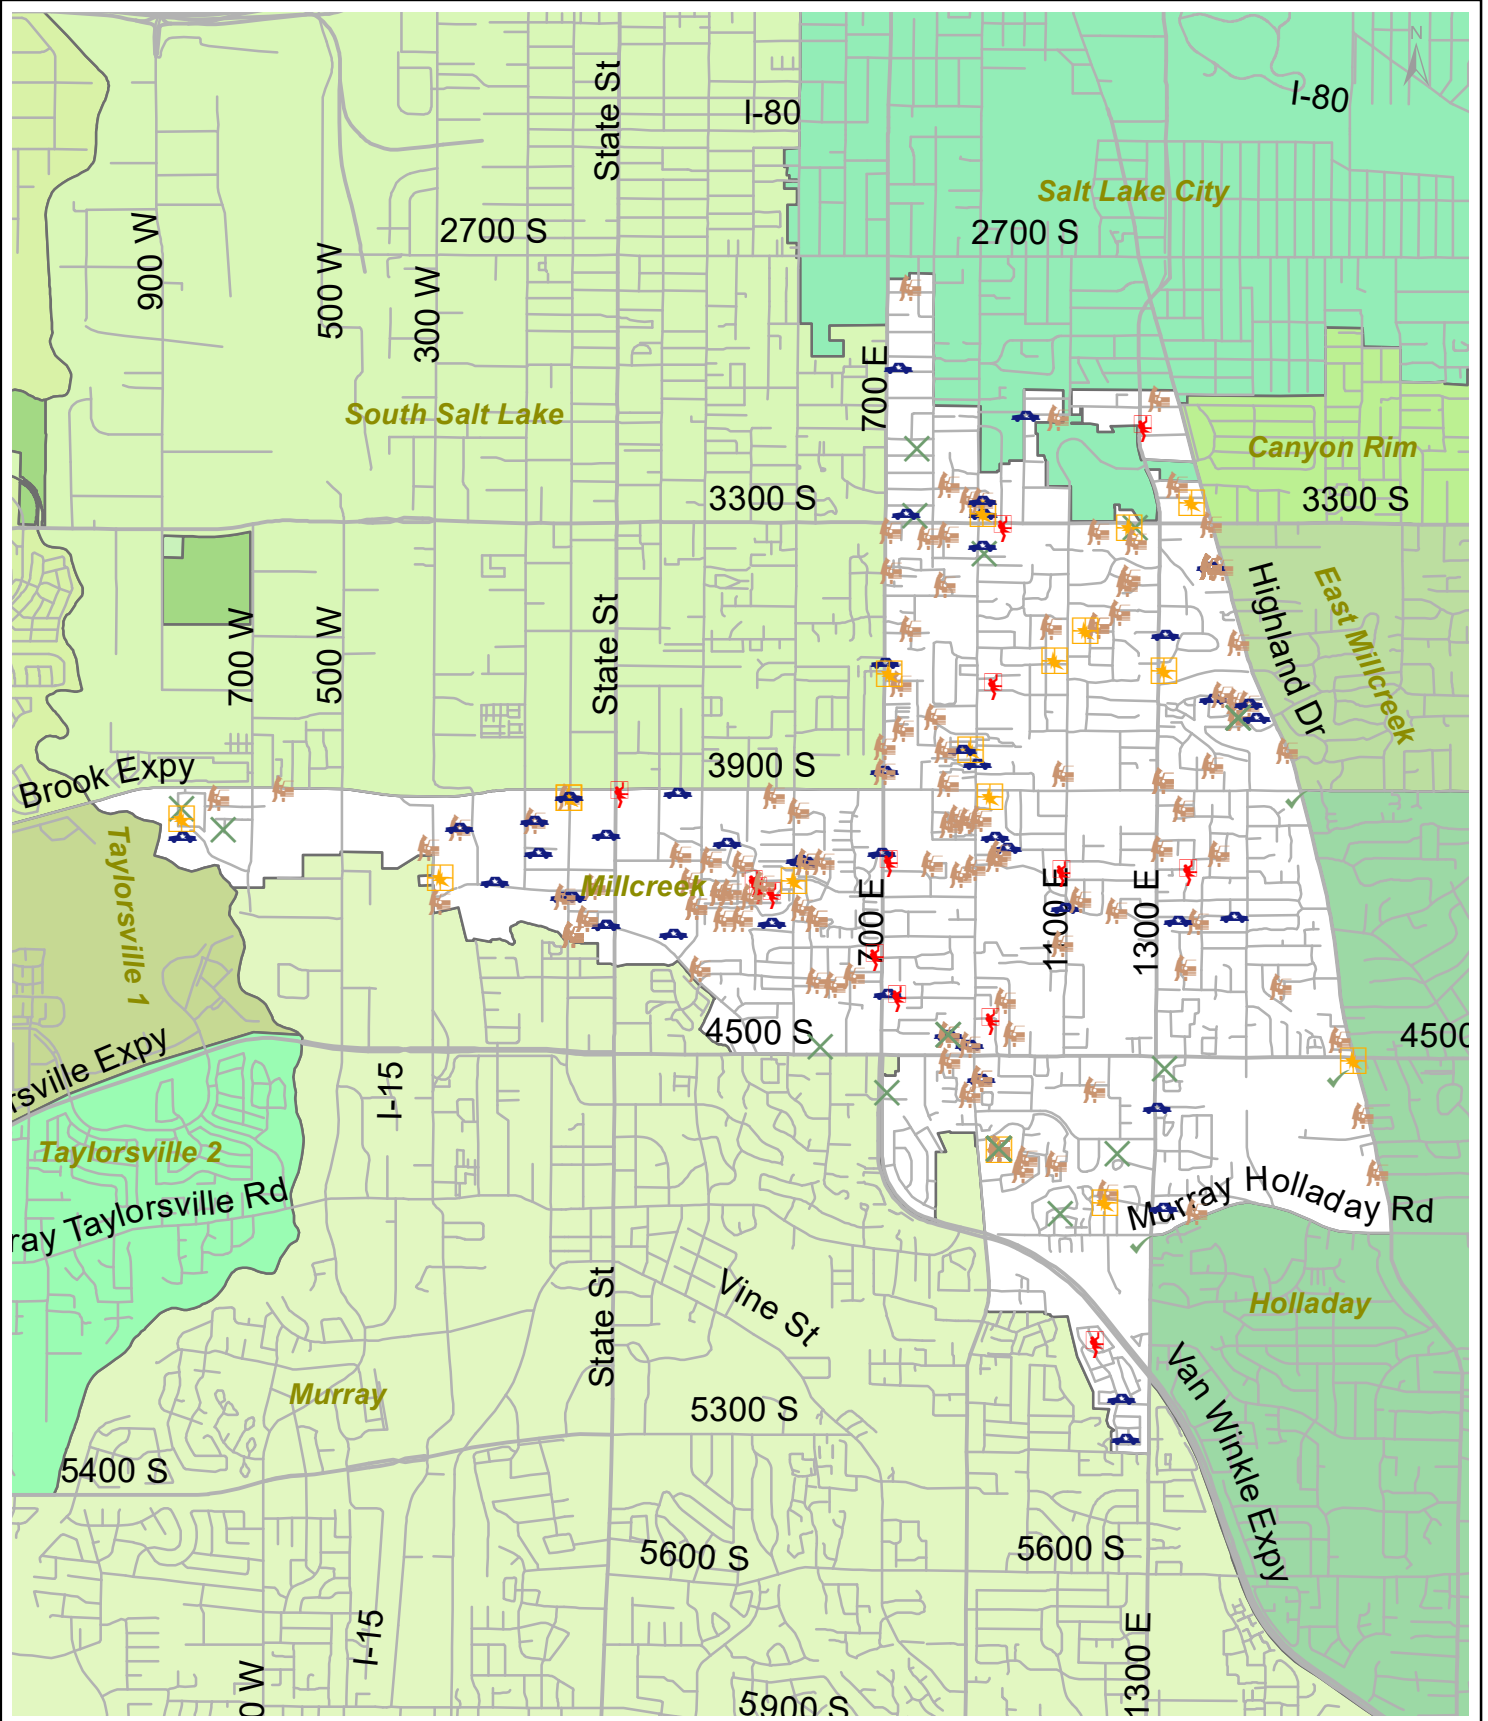 N
I-80
I-80
State St
Salt Lake City
2700 S
2700 S
900 W
500 W
300 W
700 E
South Salt Lake
Canyon Rim
3300 S
3300 S
Highland Dr
East Millcreek
700 W
500 W
State St
3900 S
Brook Expy
Taylorsville 1
Millcreek
700 E
1100 E
1300 E
4500 S
4500
rsville Expy
I-15
Taylorsville 2
ray Taylorsville Rd
Murray Holladay Rd
State St
Vine St
Holladay
Murray
5300 S
Van Winkle Expy
5400 S
5600 S
5600 S
I-15
0 W
1300 E
5900 S